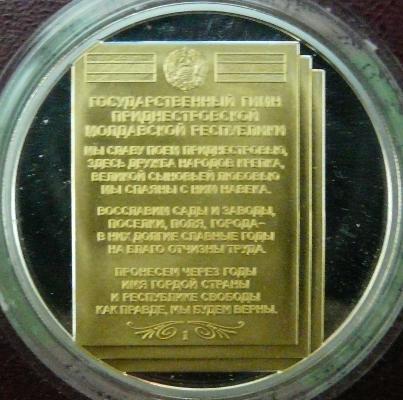 ГОСУДАРСТВЕННЫЙ ГИМН
ПРИДНЕСТРОВСКОЙ
МОЛДАВСКОЙ РЕСПУБЛИКИ
МЫ СЛАВУ ПОЕМ ПРИДНЕСТРОВЬЮ,
ЗДЕСЬ ДРУЖБА НАРОДОВ КРЕПКА,
ВЕЛИКОЙ СЫНОВЬЕЙ ЛЮБОВЬЮ
МЫ СПАЯНЫ С НИМ НАВЕКА.
ВОССЛАВИМ САДЫ И ЗАВОДЫ,
ПОСЕЛКИ, ПОЛЯ, ГОРОДА–
В НИХ ДОЛГИЕ СЛАВНЫЕ ГОДЫ
НА БЛАГО ОТЧИЗНЫ ТРУДА.
ПРОНЕСЕМ ЧЕРЕЗ ГОДЫ
ИМЯ ГОРДОЙ СТРАНЫ
И РЕСПУБЛИКЕ СВОБОДЫ
КАК ПРАВДЕ, МЫ БУДЕМ ВЕРНЫ.
1